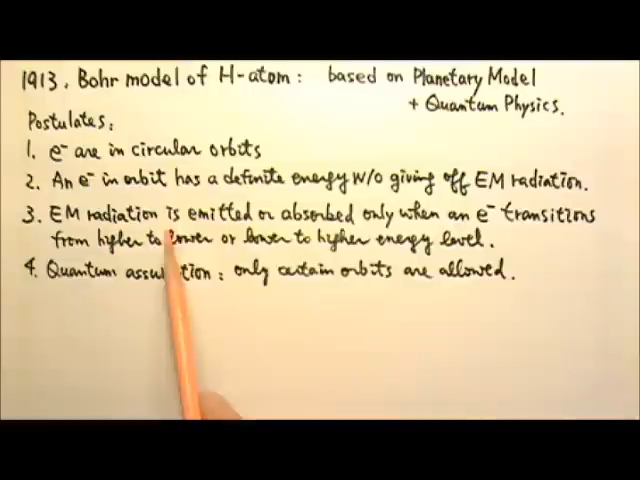 1913. Bohr model of H-atom: based on Planetary Model
+ Quantum Physics.
Postulates:
1. e⁻ are in circular orbits
2. An e⁻ in orbit has a definite energy w/o giving off EM radiation.
3. EM radiation is emitted or absorbed only when an e⁻ transitions
from higher to lower or lower to higher energy level.
4. Quantum : only certain orbits are allowed.